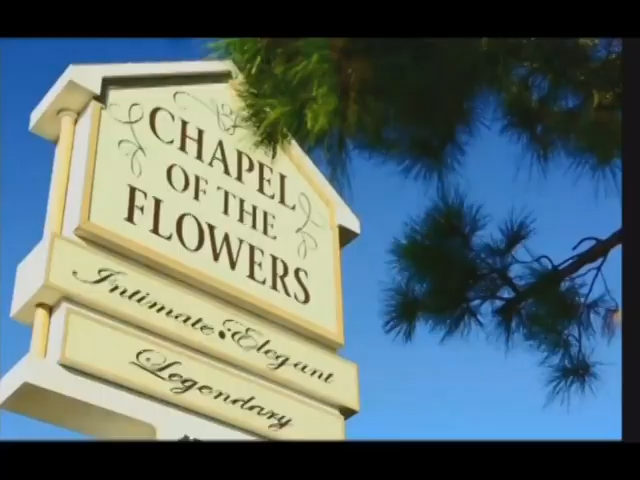 CHAPEL
OF THE
FLOWERS
Intimate • Elegant
Legendary